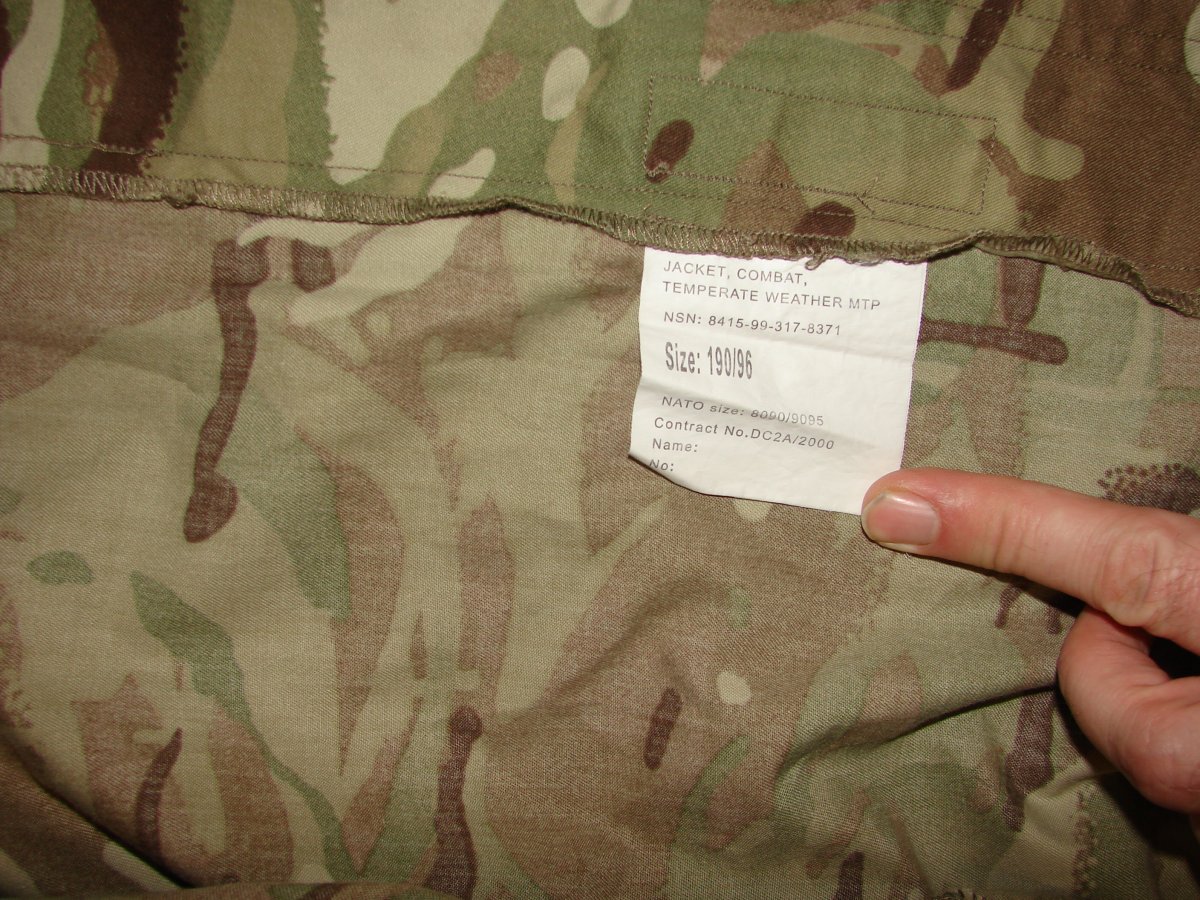 JACKET, COMBAT,
TEMPERATE WEATHER MTP
NSN: 8415-99-317-8371
Size: 190/96
NATO size: 8090/9095
Contract No.DC2A/2000
Name:
No: